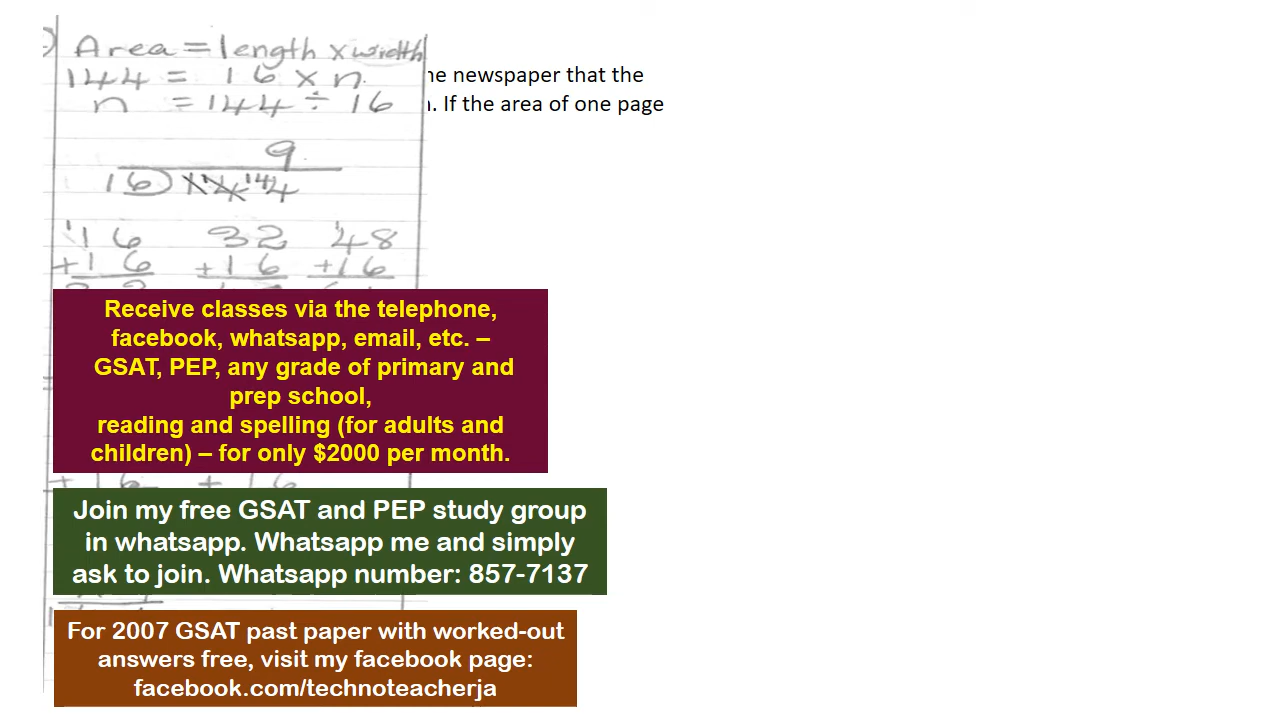 Area = length x width
144 = 16 x n
n = 144 ÷ 16
he newspaper that the
. If the area of one page
9
16 144
16 32 48
+16 +16 +16
Receive classes via the telephone,
facebook, whatsapp, email, etc. –
GSAT, PEP, any grade of primary and
prep school,
reading and spelling (for adults and
children) – for only $2000 per month.
+16 +16
Join my free GSAT and PEP study group
in whatsapp. Whatsapp me and simply
ask to join. Whatsapp number: 857-7137
For 2007 GSAT past paper with worked-out
answers free, visit my facebook page:
facebook.com/technoteacherja